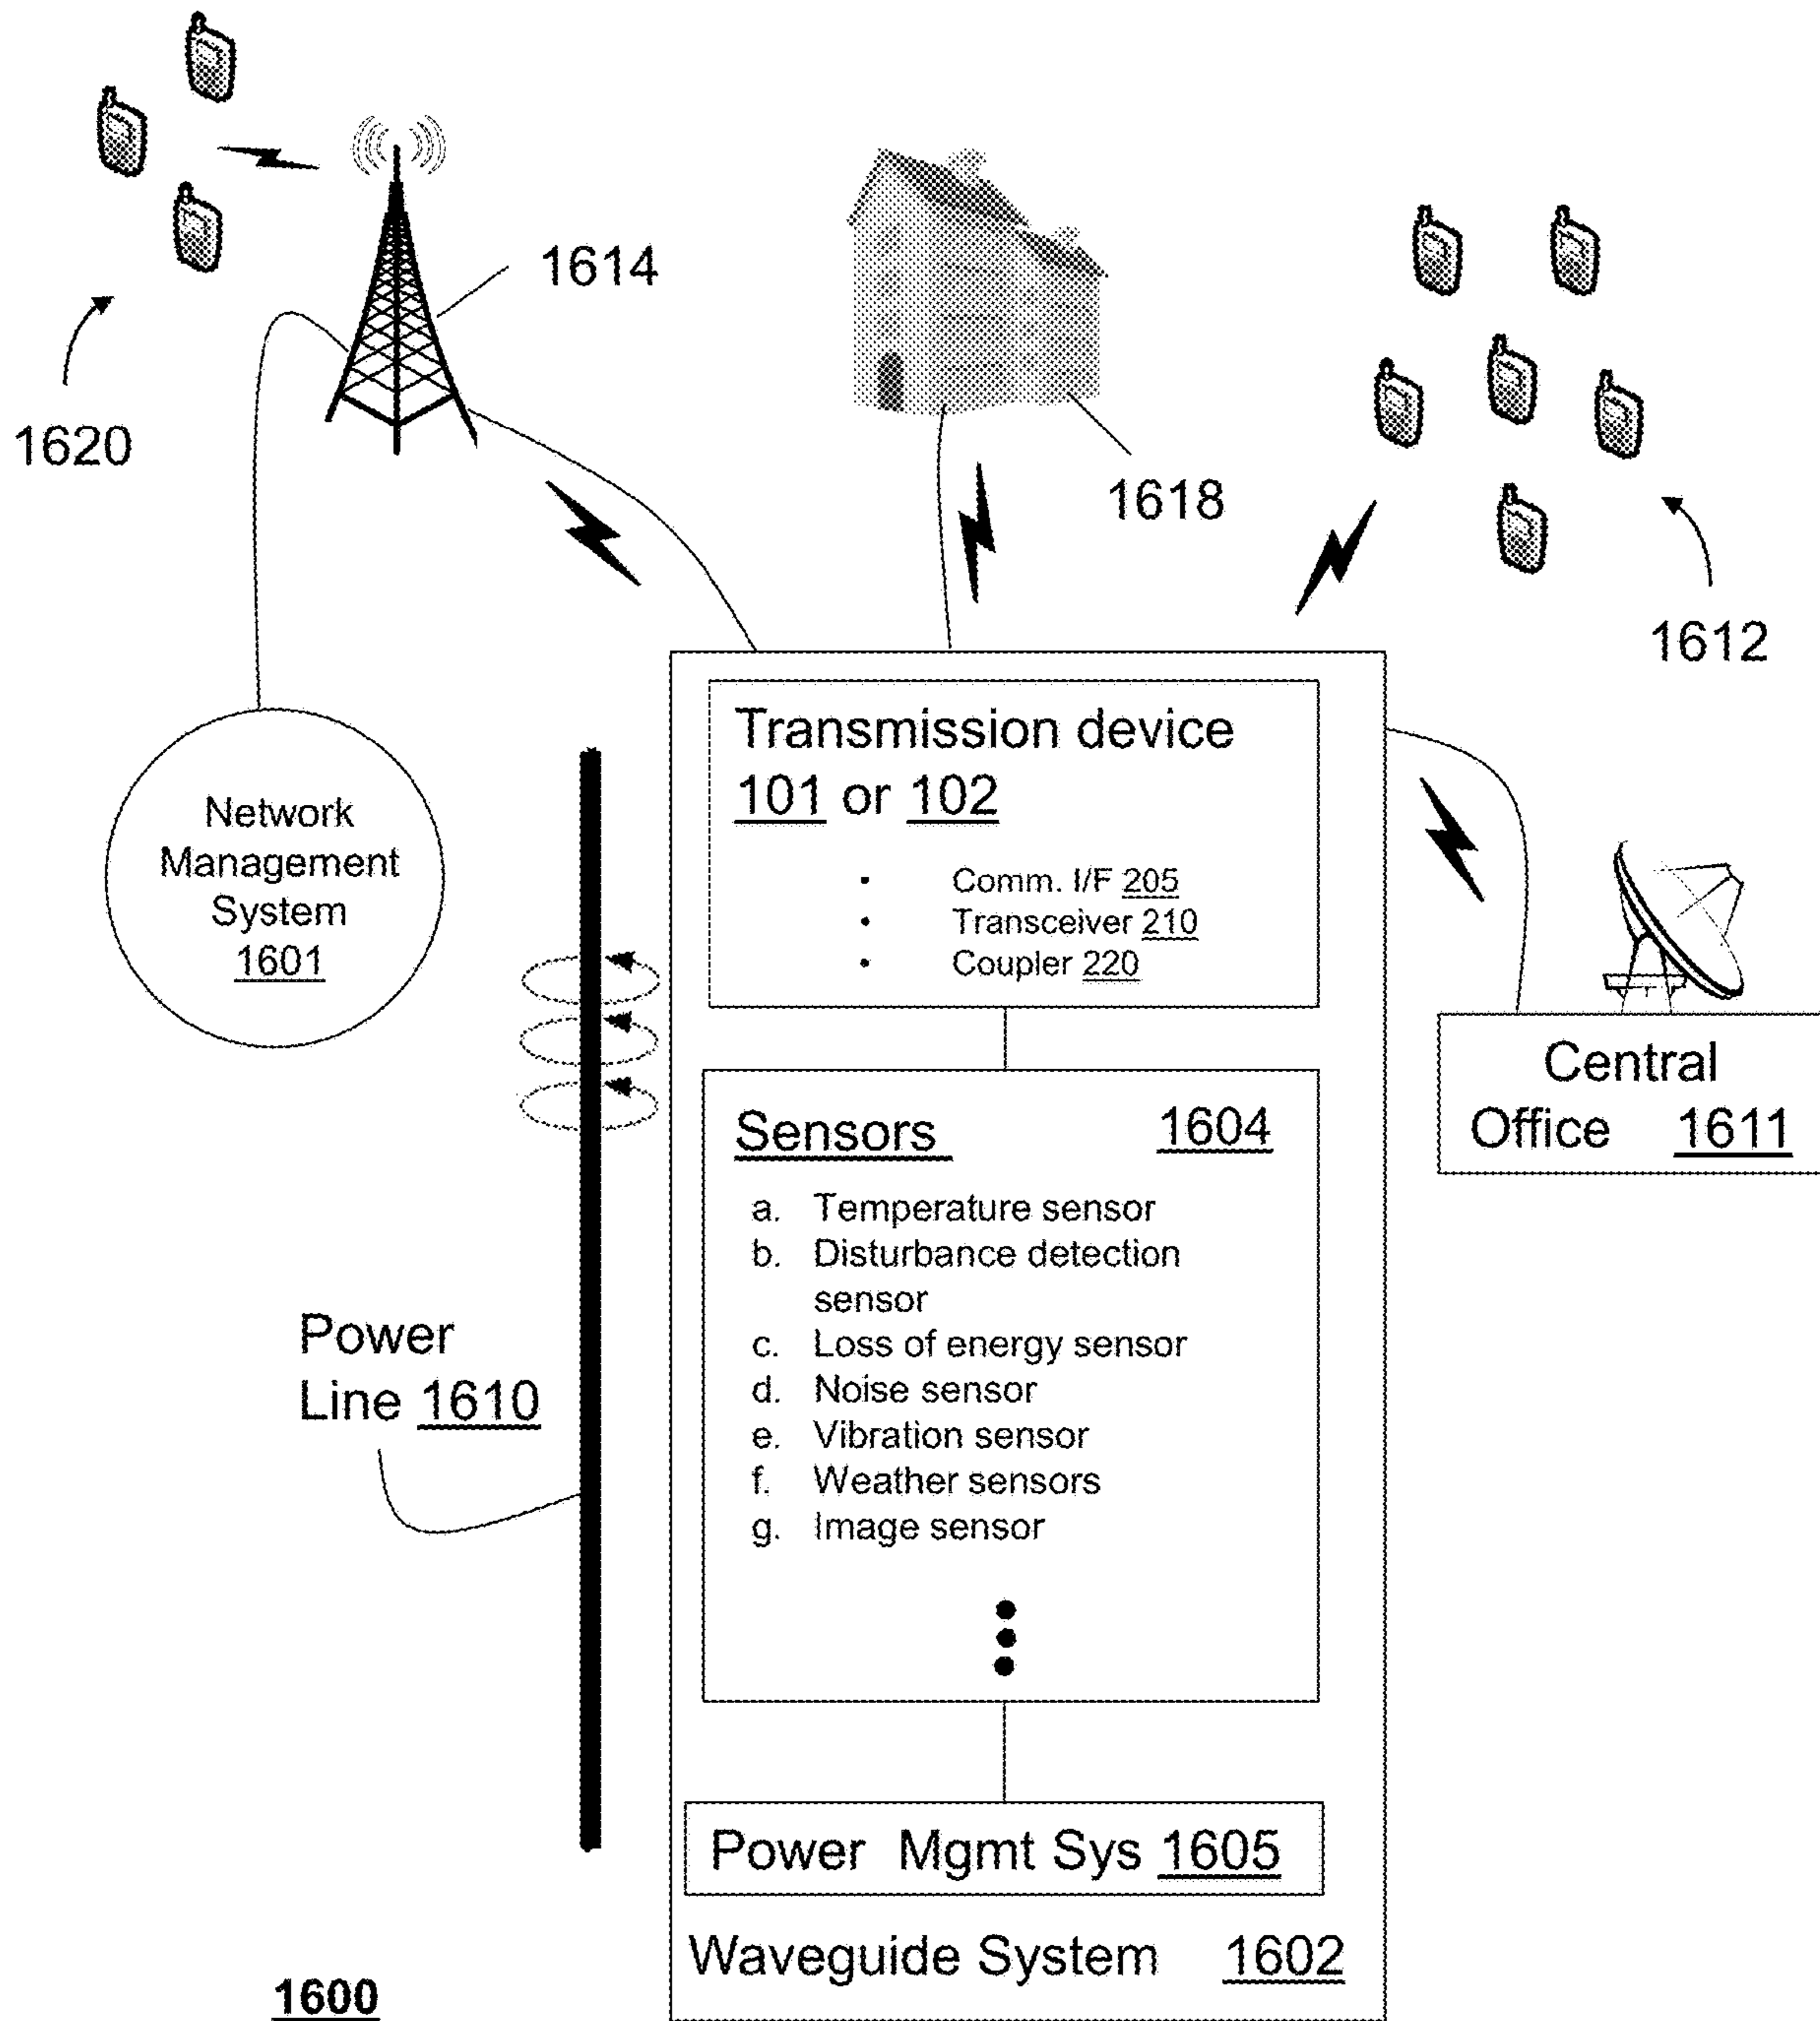 1614
1620
1618
1612
Transmission device
101 or 102
• Comm. I/F 205
• Transceiver 210
• Coupler 220
Network
Management
System
1601
Central
Office 1611
Sensors 1604
a. Temperature sensor
b. Disturbance detection
sensor
c. Loss of energy sensor
d. Noise sensor
e. Vibration sensor
f. Weather sensors
g. Image sensor
Power
Line 1610
Power Mgmt Sys 1605
Waveguide System 1602
1600